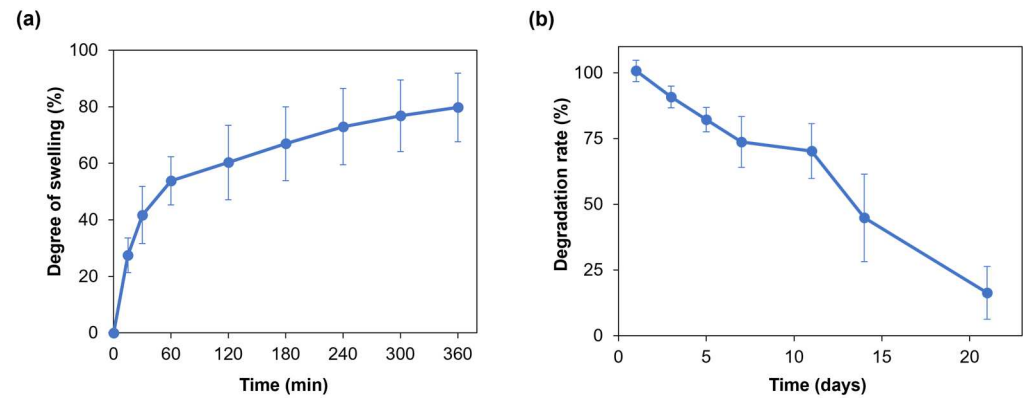 (a)
Degree of swelling (%)
100
80
60
40
20
0
0 60 120 180 240 300 360
Time (min)
(b)
Degradation rate (%)
100
75
50
25
0
0 5 10 15 20
Time (days)